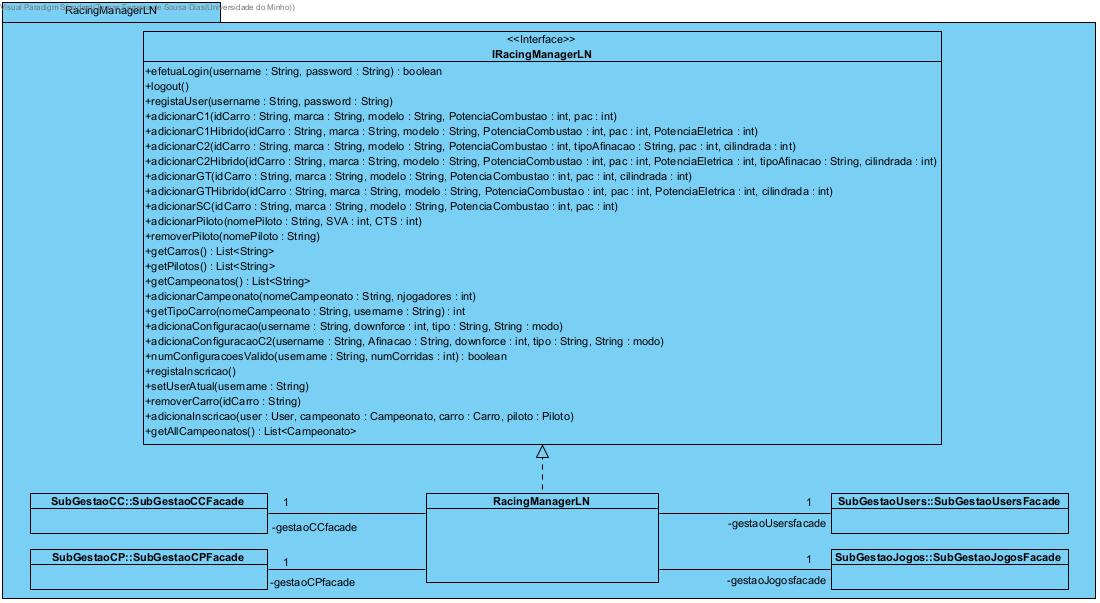 RacingManagerLN
<<Interface>>
IRacingManagerLN
+efetuaLogin(username : String, password : String) : boolean
+logout()
+registaUser(username : String, password : String)
+adicionarC1(idCarro : String, marca : String, modelo : String, PotenciaCombustao : int, pac : int)
+adicionarC1Hibrido(idCarro : String, marca : String, modelo : String, PotenciaCombustao : int, pac : int, PotenciaEletrica : int)
+adicionarC2(idCarro : String, marca : String, modelo : String, PotenciaCombustao : int, tipoAfinacao : String, pac : int, cilindrada : int)
+adicionarC2Hibrido(idCarro : String, marca : String, modelo : String, PotenciaCombustao : int, pac : int, PotenciaEletrica : int, tipoAfinacao : String, cilindrada : int)
+adicionarGT(idCarro : String, marca : String, modelo : String, PotenciaCombustao : int, pac : int, cilindrada : int)
+adicionarGTHibrido(idCarro : String, marca : String, modelo : String, PotenciaCombustao : int, pac : int, PotenciaEletrica : int, cilindrada : int)
+adicionarSC(idCarro : String, marca : String, modelo : String, PotenciaCombustao : int, pac : int)
+adicionarPiloto(nomePiloto : String, SVA : int, CTS : int)
+removerPiloto(nomePiloto : String)
+getCarros() : List<String>
+getPilotos() : List<String>
+getCampeonatos() : List<String>
+adicionarCampeonato(nomeCampeonato : String, njogadores : int)
+getTipoCarro(nomeCampeonato : String, username : String) : int
+adicionaConfiguracao(username : String, downforce : int, tipo : String, String : modo)
+adicionaConfiguracaoC2(username : String, Afinacao : String, downforce : int, tipo : String, String : modo)
+numConfiguracoesValido(username : String, numCorridas : int) : boolean
+registaInscricao()
+setUserAtual(username : String)
+removerCarro(idCarro : String)
+adicionaInscricao(user : User, campeonato : Campeonato, carro : Carro, piloto : Piloto)
+getAllCampeonatos() : List<Campeonato>
SubGestaoCC::SubGestaoCCFacade
1
-gestaoCCfacade
RacingManagerLN
1
-gestaoUsersfacade
SubGestaoUsers::SubGestaoUsersFacade
SubGestaoCP::SubGestaoCPFacade
1
-gestaoCPfacade
1
-gestaoJogosfacade
SubGestaoJogos::SubGestaoJogosFacade